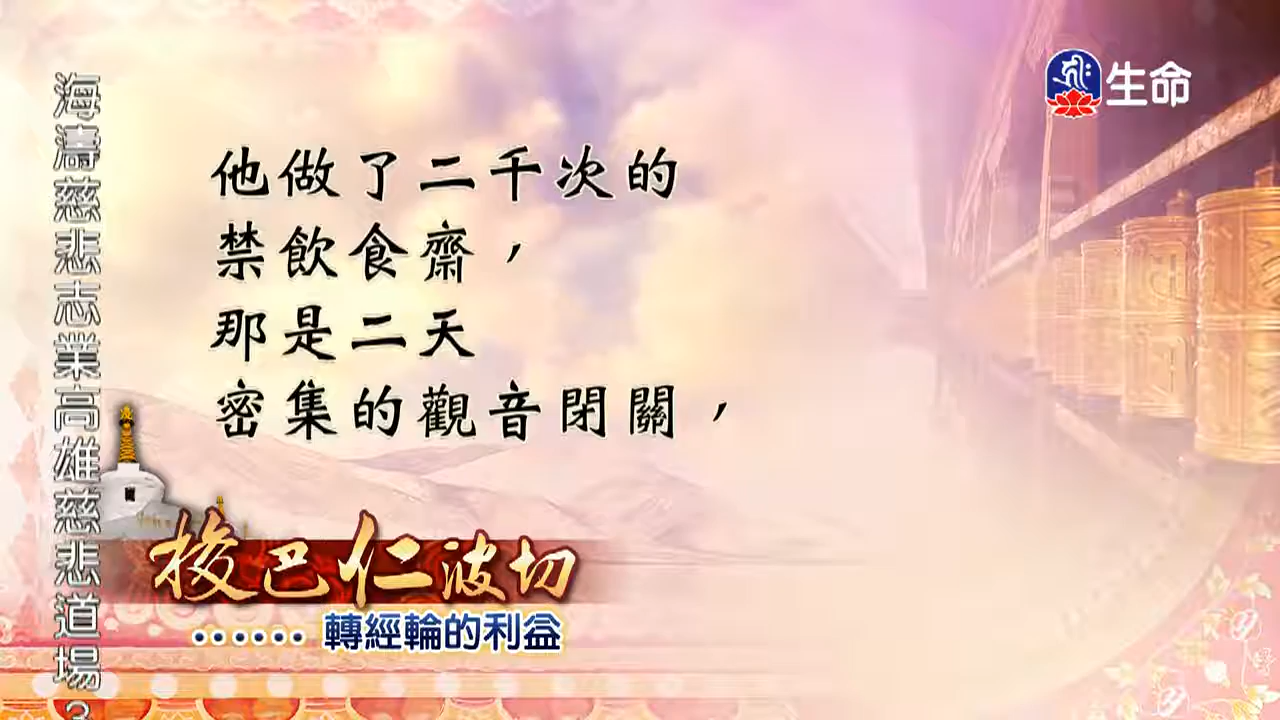 生命
他做了二千次的
禁飲食齋，
那是二天
密集的觀音閉關，
梭巴仁波切
……轉經輪的利益
海濤慈悲志業高雄慈悲道場